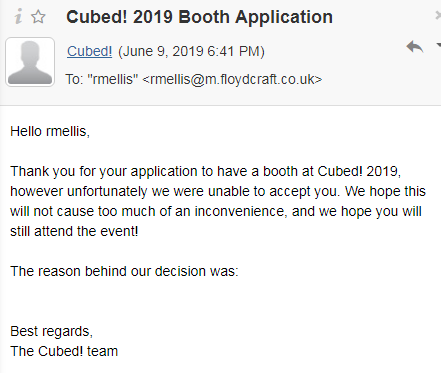 Cubed! 2019 Booth Application
Cubed! (June 9, 2019 6:41 PM)
To: "rmellis" <rmellis@m.floydcraft.co.uk>
Hello rmellis,
Thank you for your application to have a booth at Cubed! 2019,
however unfortunately we were unable to accept you. We hope this
will not cause too much of an inconvenience, and we hope you will
still attend the event!
The reason behind our decision was:
Best regards,
The Cubed! team